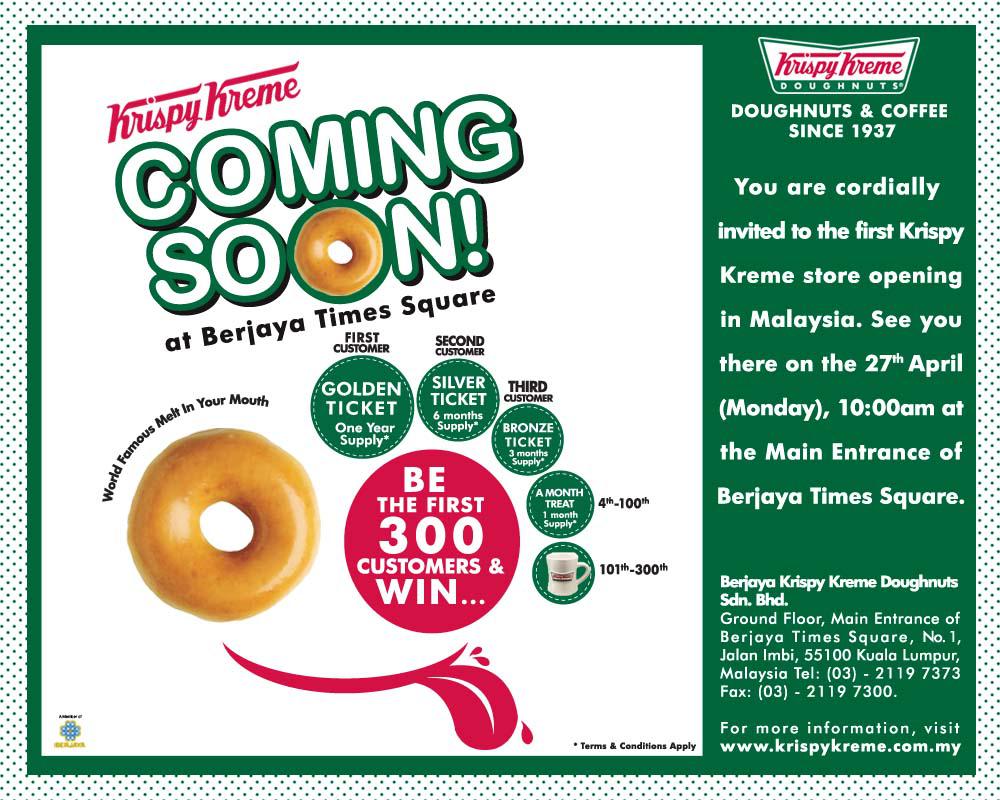 Krispy Kreme
COMING
SOON!
at Berjaya Times Square
FIRST
CUSTOMER
GOLDEN
TICKET
One Year
Supply*
SECOND
CUSTOMER
SILVER
TICKET
6 months
Supply*
THIRD
CUSTOMER
BRONZE
TICKET
3 months
Supply*
A MONTH
TREAT
1 month
Supply*
4th-100th
101th-300th
World Famous Melt In Your Mouth
BE
THE FIRST
300
CUSTOMERS &
WIN...
A Member of
BERJAYA
* Terms & Conditions Apply
Krispy Kreme
DOUGHNUTS®
DOUGHNUTS & COFFEE
SINCE 1937
You are cordially
invited to the first Krispy
Kreme store opening
in Malaysia. See you
there on the 27th April
(Monday), 10:00am at
the Main Entrance of
Berjaya Times Square.
Berjaya Krispy Kreme Doughnuts
Sdn. Bhd.
Ground Floor, Main Entrance of
Berjaya Times Square, No.1,
Jalan Imbi, 55100 Kuala Lumpur,
Malaysia Tel: (03) - 2119 7373
Fax: (03) - 2119 7300.
For more information, visit
www.krispykreme.com.my